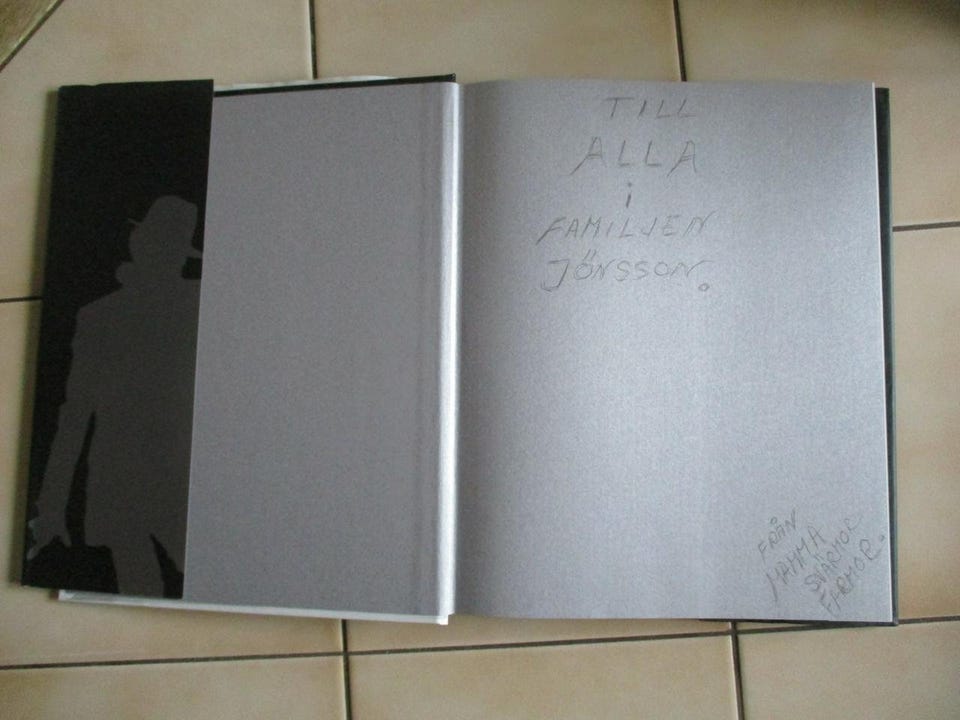 TILL
ALLA
i
FAMILJEN
JÖNSSON.
FRÅN
MAMMA
SVÄRMOR
FARMOR.